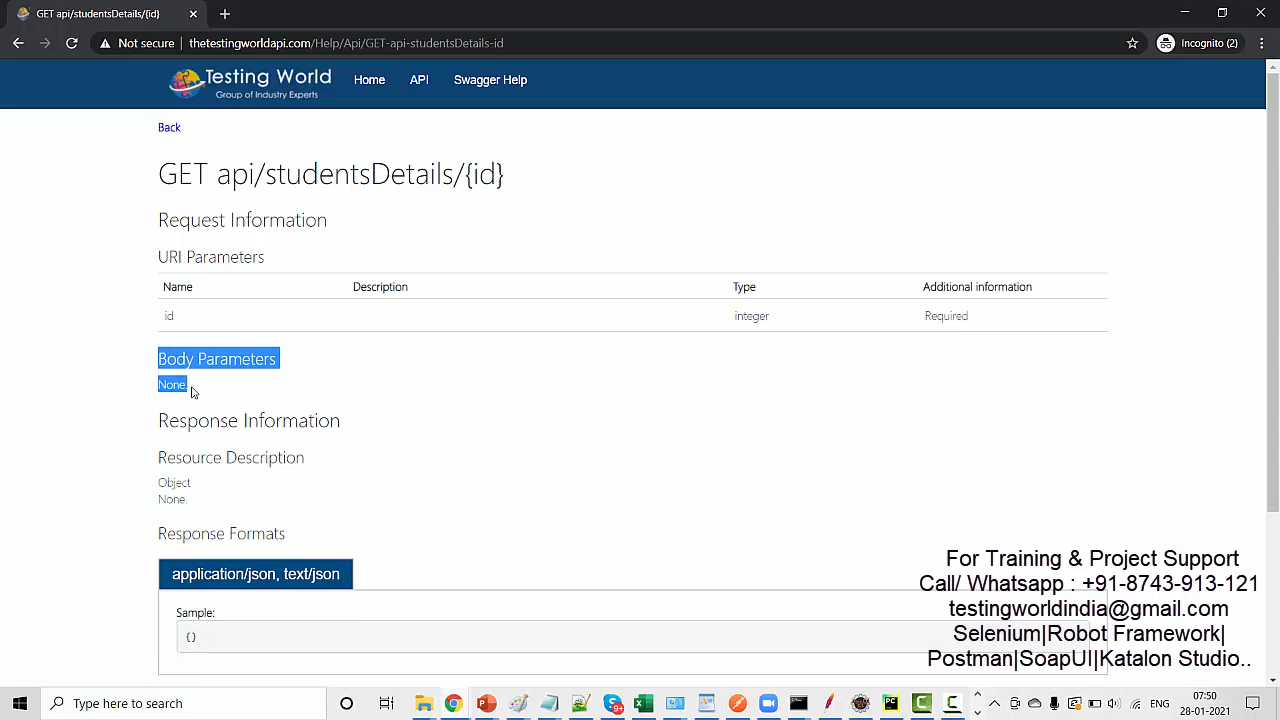 GET api/studentsDetails/{id}
Not secure
thetestingworldapi.com/Help/Api/GET-api-studentsDetails-id
Incognito (2)
Testing World
Group of Industry Experts
Home
API
Swagger Help
Back
GET api/studentsDetails/{id}
Request Information
URI Parameters
Name
Description
Type
Additional information
id
integer
Required
Body Parameters
None.
Response Information
Resource Description
Object
None.
Response Formats
application/json, text/json
Sample:
{}
For Training & Project Support
Call/ Whatsapp : +91-8743-913-121
testingworldindia@gmail.com
Selenium|Robot Framework|
Postman|SoapUI|Katalon Studio..
Type here to search
ENG
07:50
28-01-2021